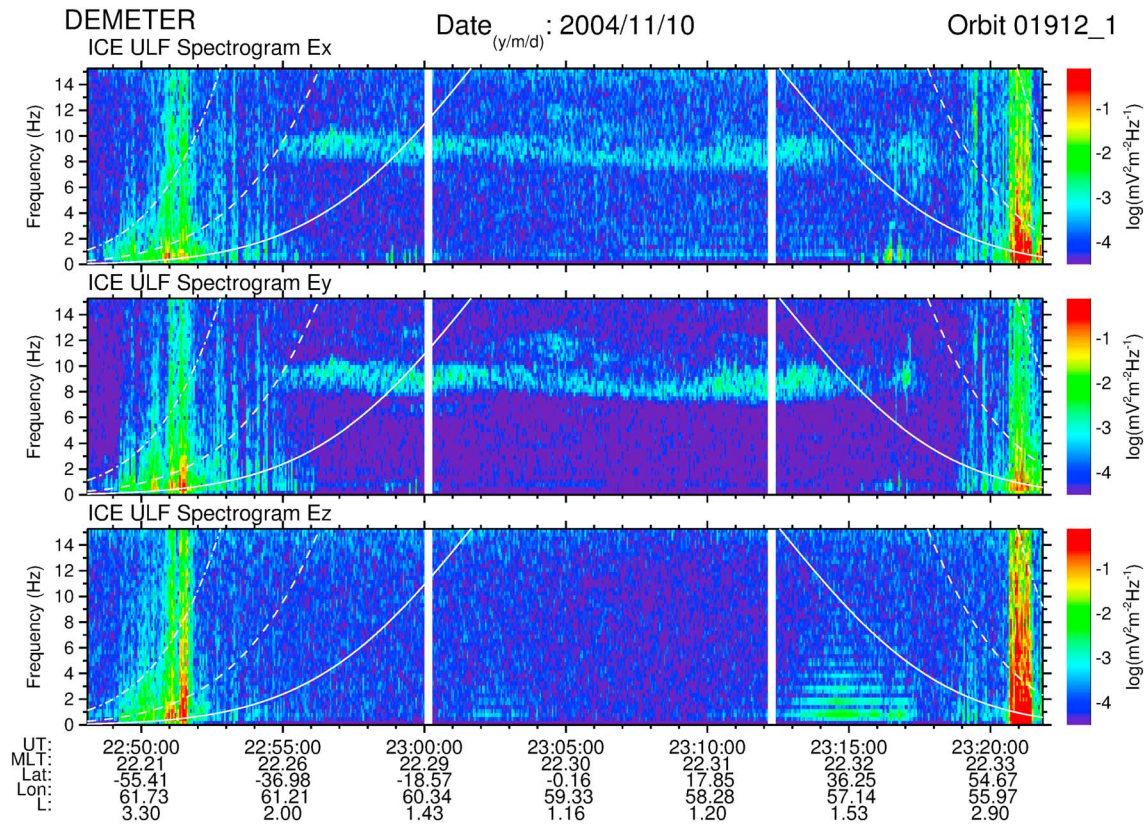 DEMETER Date(y/m/d): 2004/11/10 Orbit 01912_1
ICE ULF Spectrogram Ex
Frequency (Hz)
14
12
10
8
6
4
2
0
-1
-2
-3
-4
log(mV²m⁻²Hz⁻¹)
ICE ULF Spectrogram Ey
Frequency (Hz)
14
12
10
8
6
4
2
0
-1
-2
-3
-4
log(mV²m⁻²Hz⁻¹)
ICE ULF Spectrogram Ez
Frequency (Hz)
14
12
10
8
6
4
2
0
-1
-2
-3
-4
log(mV²m⁻²Hz⁻¹)
UT: 22:50:00 22:55:00 23:00:00 23:05:00 23:10:00 23:15:00 23:20:00
MLT: 22.21 22.26 22.29 22.30 22.31 22.32 22.33
Lat: -55.41 -36.98 -18.57 -0.16 17.85 36.25 54.67
Lon: 61.73 61.21 60.34 59.33 58.28 57.14 55.97
L: 3.30 2.00 1.43 1.16 1.20 1.53 2.90